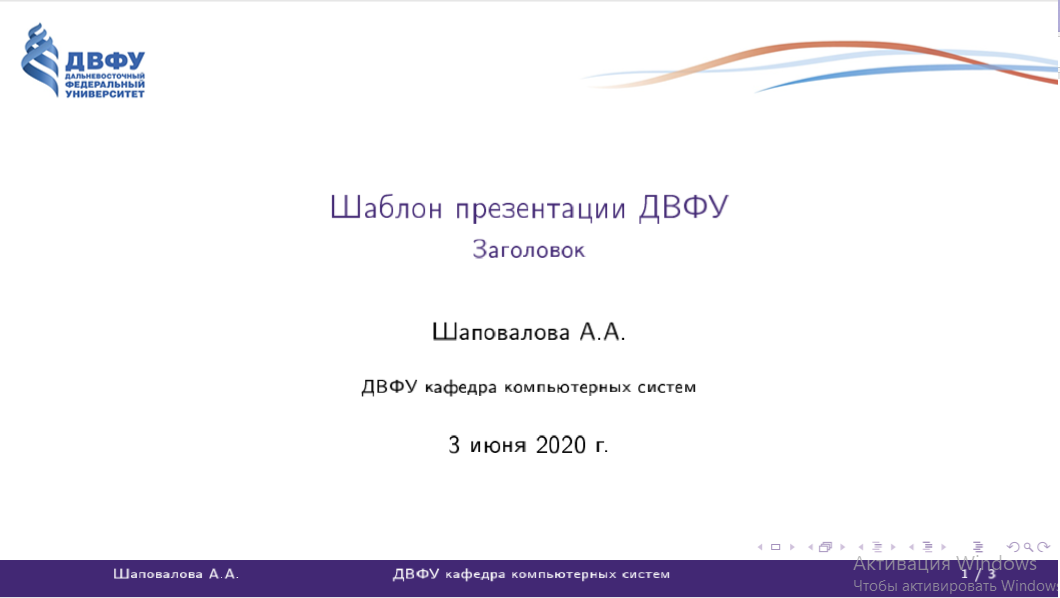 ДВФУ
ДАЛЬНЕВОСТОЧНЫЙ
ФЕДЕРАЛЬНЫЙ
УНИВЕРСИТЕТ
Шаблон презентации ДВФУ
Заголовок
Шаповалова А.А.
ДВФУ кафедра компьютерных систем
3 июня 2020 г.
Шаповалова А.А.
ДВФУ кафедра компьютерных систем
1 / 3
Активация Windows
Чтобы активировать Windows